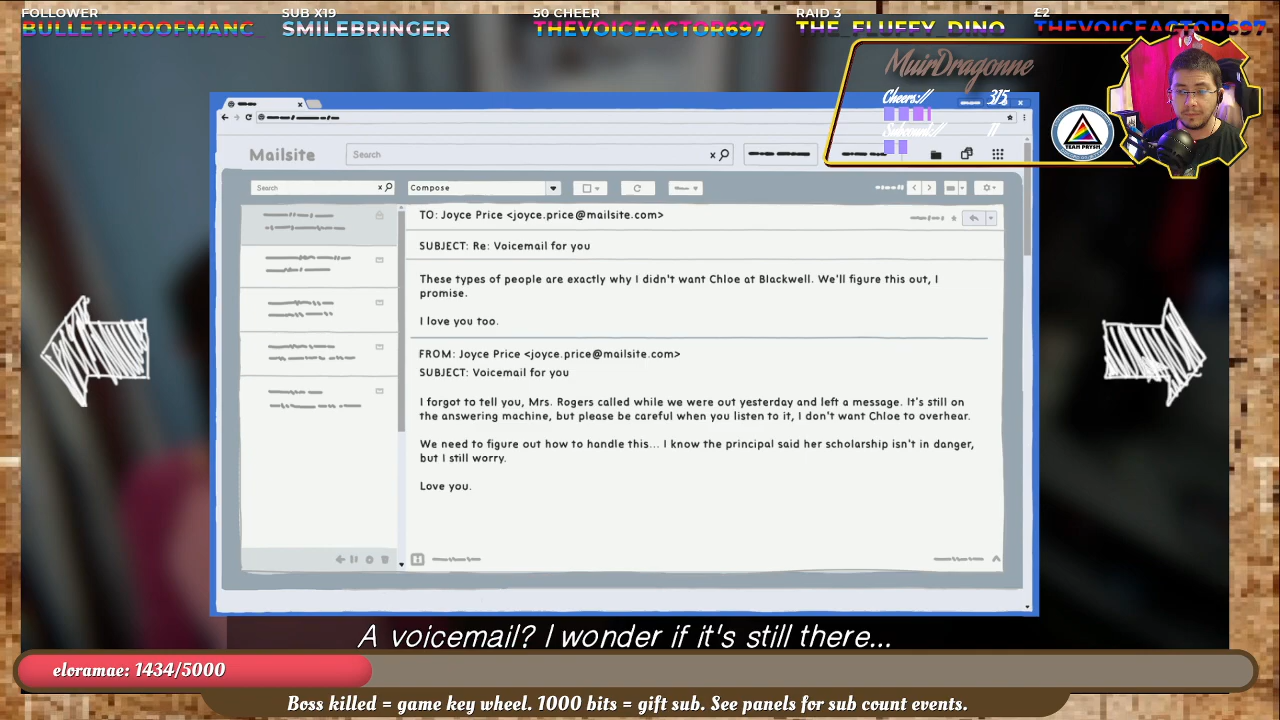 FOLLOWER
BULLETPROOFMANC
SUB X19
SMILEBRINGER
50 CHEER
THEVOICEACTOR697
RAID 3
THE_FLUFFY_DINO
£2
THEVOICEACTOR697
MuirDragonne
Cheers// 375
Subcount// 11
TEAM PRYSM
Mailsite
Search
x
Search
x
Compose
TO: Joyce Price <joyce.price@mailsite.com>
SUBJECT: Re: Voicemail for you
These types of people are exactly why I didn't want Chloe at Blackwell. We'll figure this out, I
promise.
I love you too.
FROM: Joyce Price <joyce.price@mailsite.com>
SUBJECT: Voicemail for you
I forgot to tell you, Mrs. Rogers called while we were out yesterday and left a message. It's still on
the answering machine, but please be careful when you listen to it, I don't want Chloe to overhear.
We need to figure out how to handle this... I know the principal said her scholarship isn't in danger,
but I still worry.
Love you.
A voicemail? I wonder if it's still there...
eloramae: 1434/5000
Boss killed = game key wheel. 1000 bits = gift sub. See panels for sub count events.